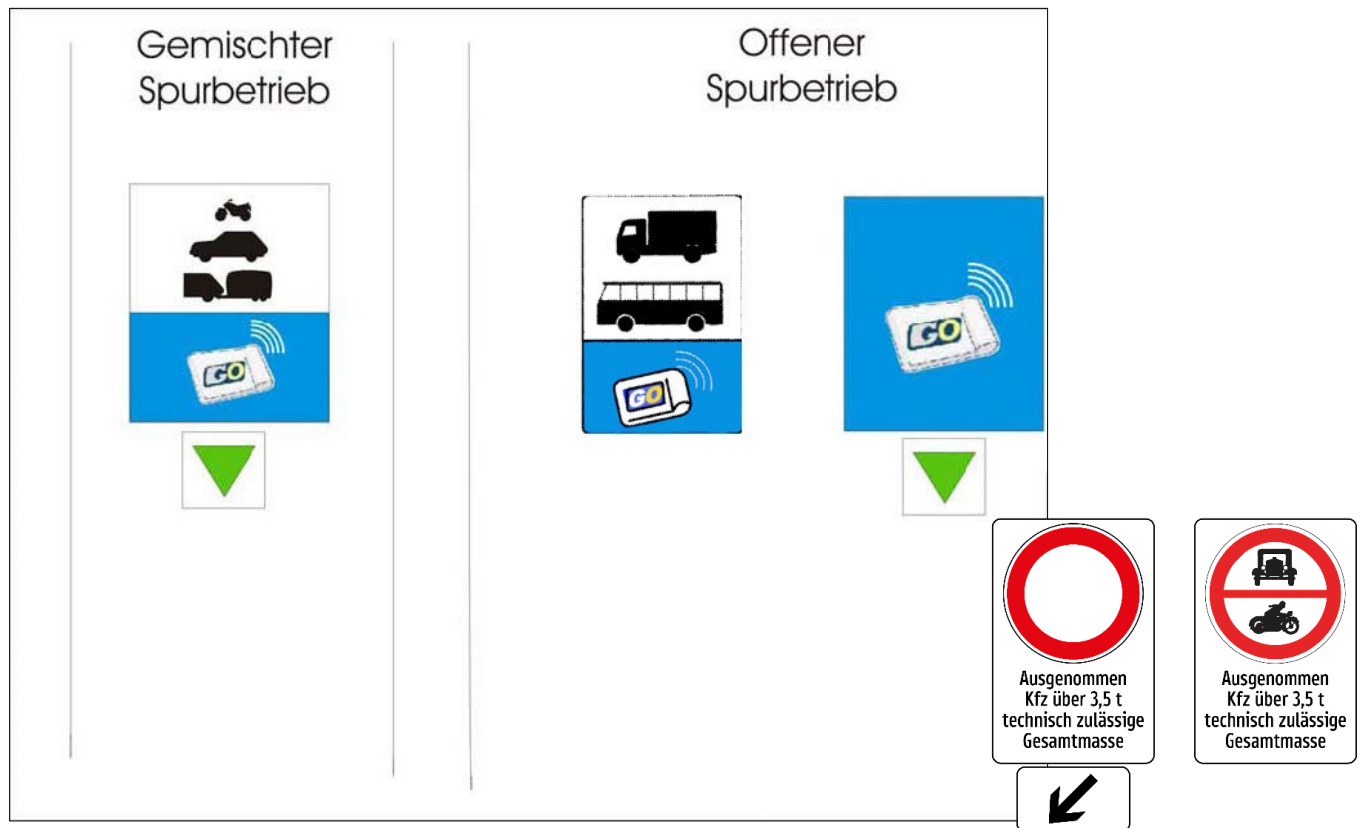 Gemischter
Spurbetrieb
Offener
Spurbetrieb
GO
GO
GO
Ausgenommen
Kfz über 3,5 t
technisch zulässige
Gesamtmasse
Ausgenommen
Kfz über 3,5 t
technisch zulässige
Gesamtmasse